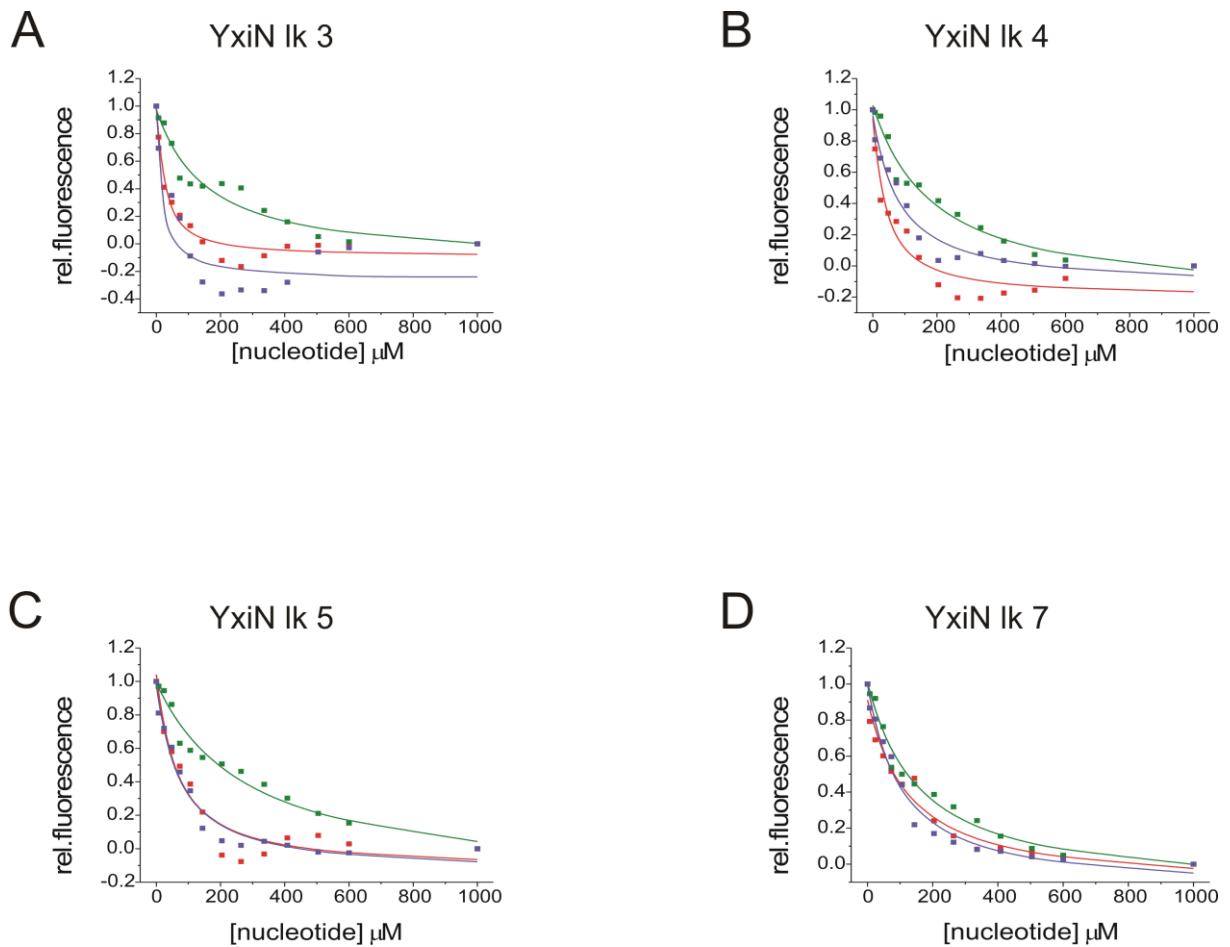 A
YxiN lk 3
rel.fluorescence
1.2
1.0
0.8
0.6
0.4
0.2
0.0
-0.2
-0.4
0 200 400 600 800 1000
[nucleotide] μM
B
YxiN lk 4
rel.fluorescence
1.2
1.0
0.8
0.6
0.4
0.2
0.0
-0.2
0 200 400 600 800 1000
[nucleotide] μM
C
YxiN lk 5
rel.fluorescence
1.2
1.0
0.8
0.6
0.4
0.2
0.0
-0.2
0 200 400 600 800 1000
[nucleotide] μM
D
YxiN lk 7
rel.fluorescence
1.2
1.0
0.8
0.6
0.4
0.2
0.0
0 200 400 600 800 1000
[nucleotide] μM